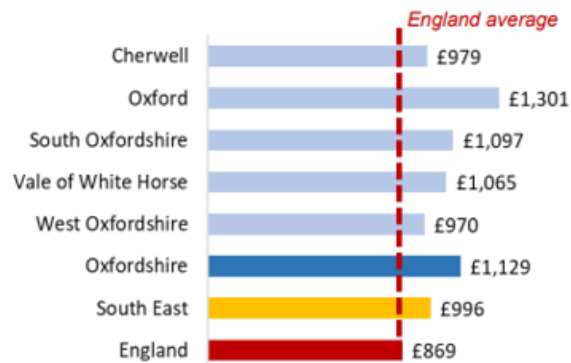 England average
Cherwell £979
Oxford £1,301
South Oxfordshire £1,097
Vale of White Horse £1,065
West Oxfordshire £970
Oxfordshire £1,129
South East £996
England £869